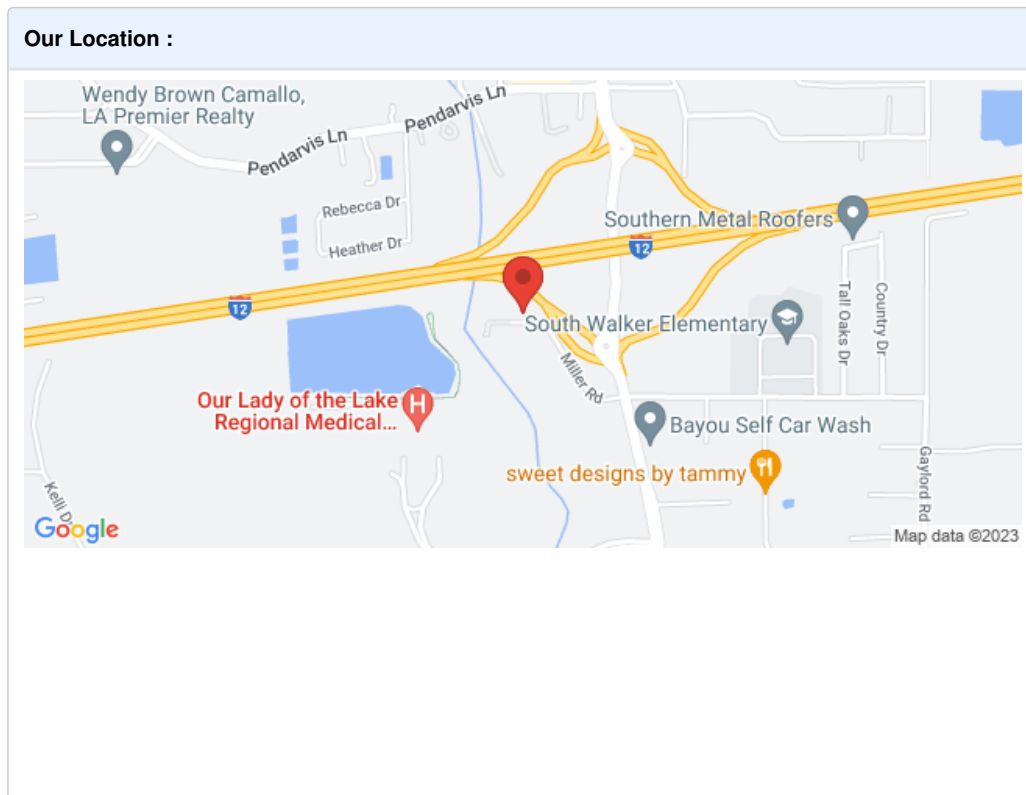 Our Location :
Wendy Brown Camallo,
LA Premier Realty
Pendarvis Ln
Pendarvis Ln
Rebecca Dr
Heather Dr
Southern Metal Roofers
12
12
South Walker Elementary
Tall Oaks Dr
Country Dr
Miller Rd
Our Lady of the Lake
Regional Medical...
H
Bayou Self Car Wash
sweet designs by tammy
Gaylord Rd
Kelli D
Google
Map data ©2023